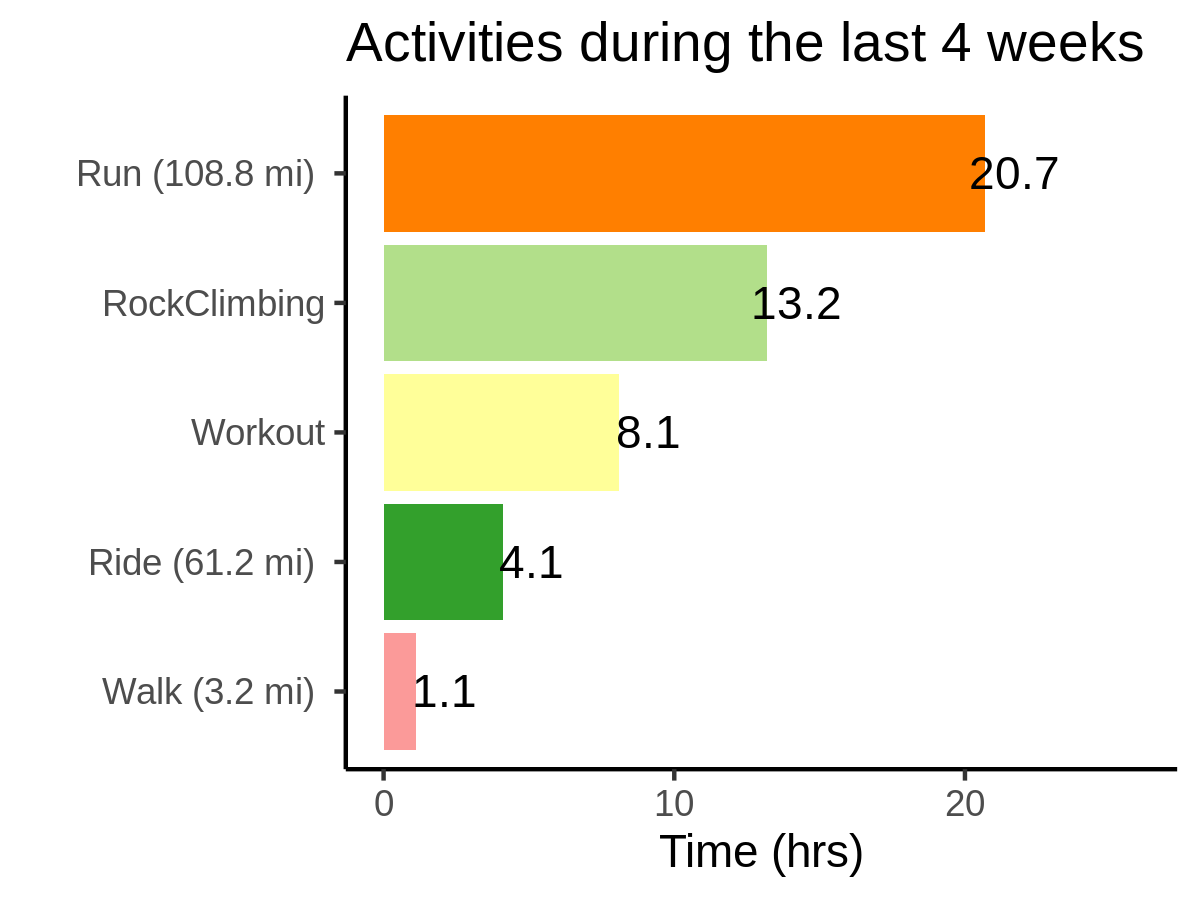 Activities during the last 4 weeks
Run (108.8 mi)
20.7
RockClimbing
13.2
Workout
8.1
Ride (61.2 mi)
4.1
Walk (3.2 mi)
1.1
0 10 20
Time (hrs)